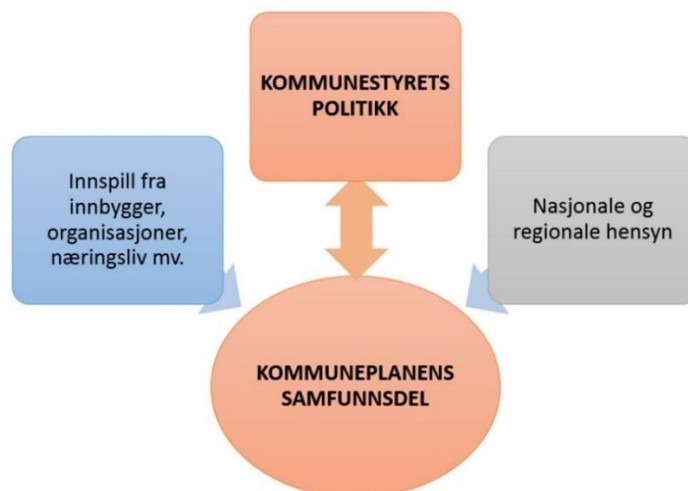 KOMMUNESTYRETS
POLITIKK
Innspill fra
innbygger,
organisasjoner,
næringsliv mv.
Nasjonale og
regionale hensyn
KOMMUNEPLANENS
SAMFUNNSDEL